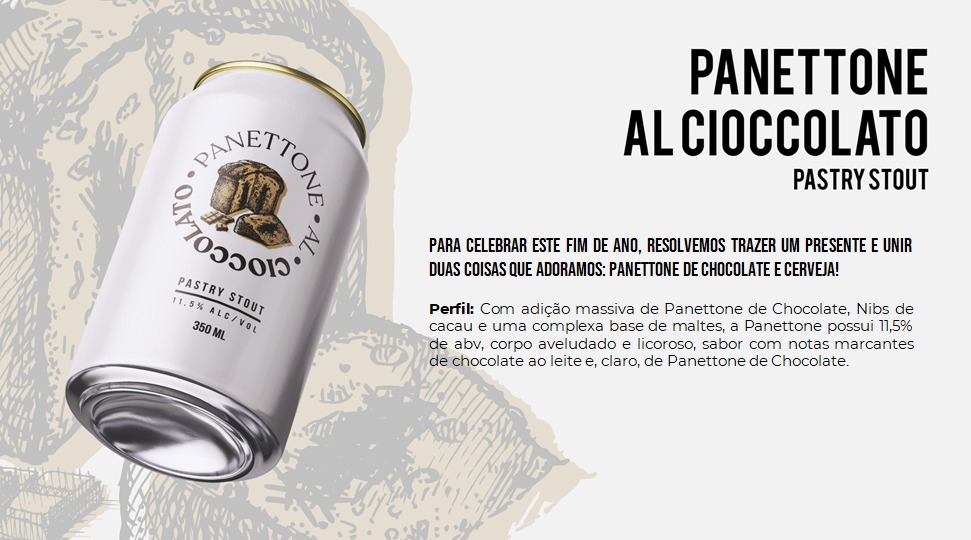 PANETTONE • AL CIOCCOLATO •
PASTRY STOUT
11.5% ALC/VOL
350 ML
PANETTONE
AL CIOCCOLATO
PASTRY STOUT
PARA CELEBRAR ESTE FIM DE ANO, RESOLVEMOS TRAZER UM PRESENTE E UNIR
DUAS COISAS QUE ADORAMOS: PANETTONE DE CHOCOLATE E CERVEJA!
Perfil: Com adição massiva de Panettone de Chocolate, Nibs de
cacau e uma complexa base de maltes, a Panettone possui 11,5%
de abv, corpo aveludado e licoroso, sabor com notas marcantes
de chocolate ao leite e, claro, de Panettone de Chocolate.